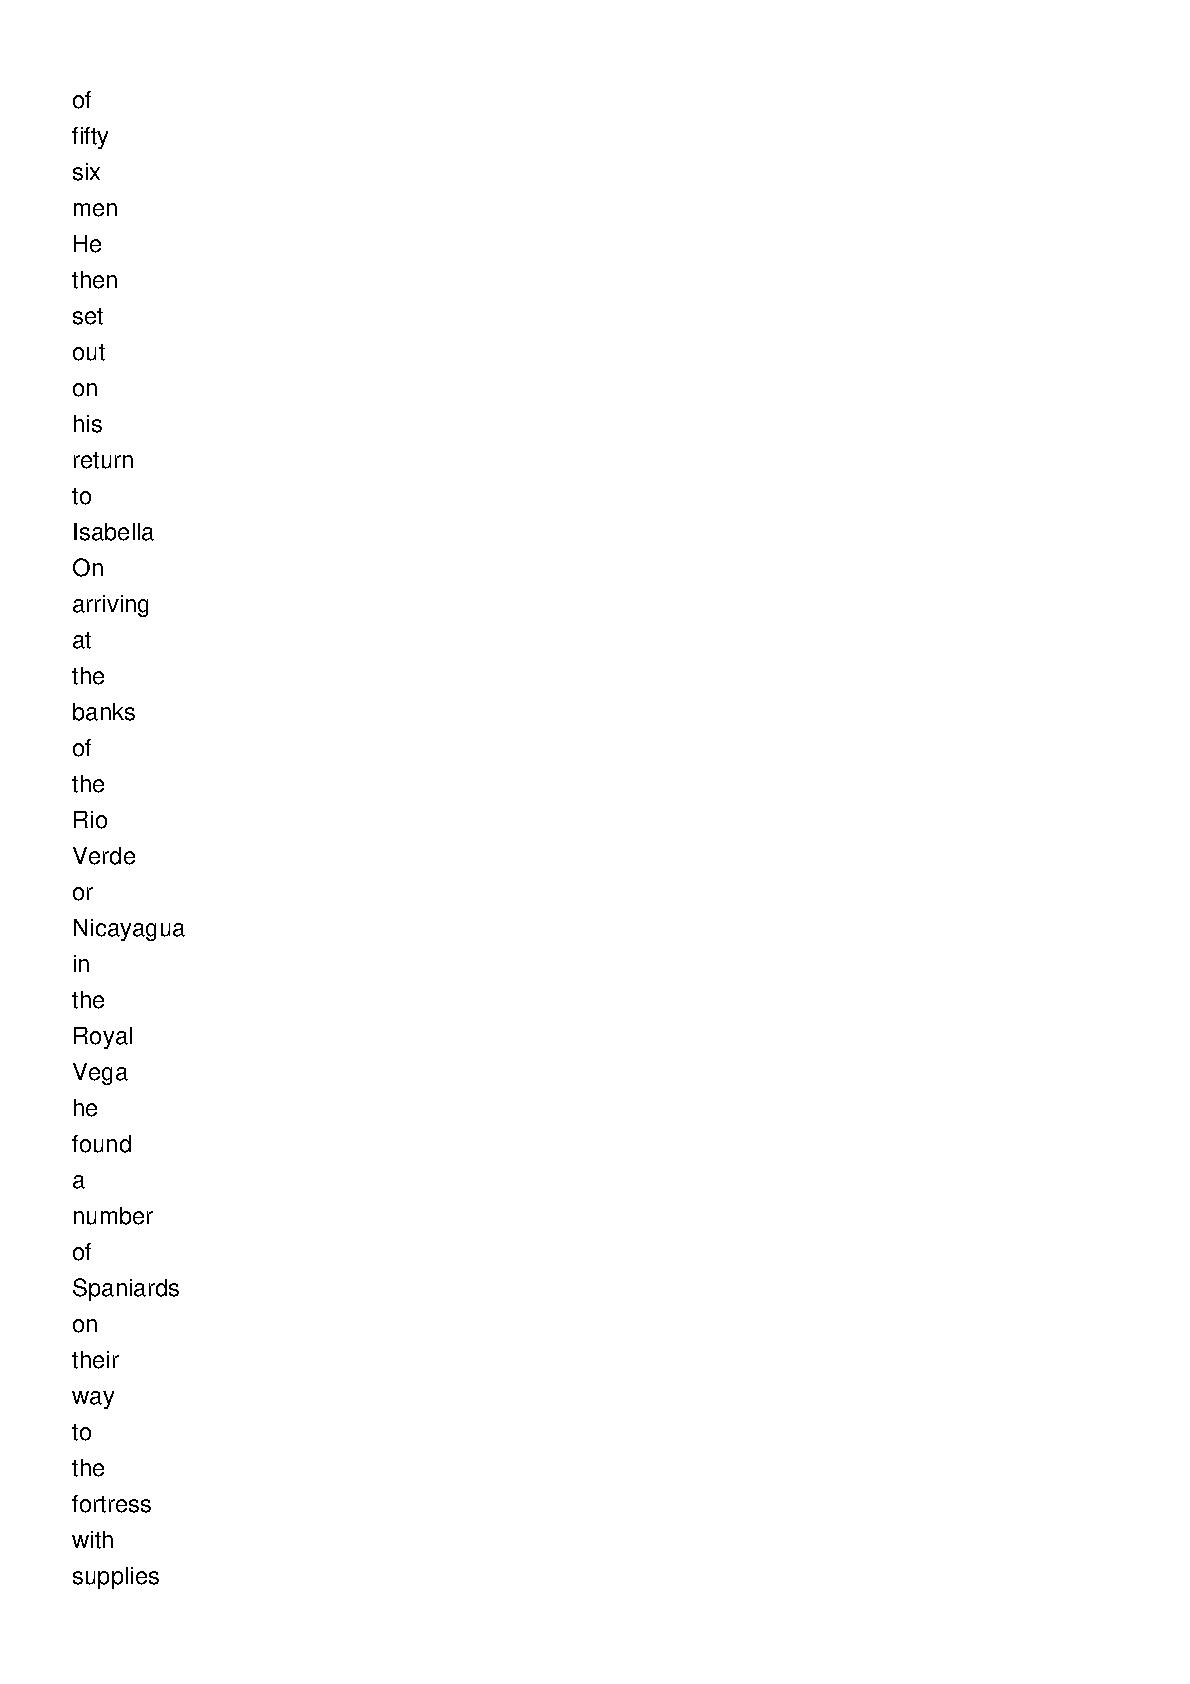 of
fifty
six
men
He
then
set
out
on
his
return
to
Isabella
On
arriving
at
the
banks
of
the
Rio
Verde
or
Nicayagua
in
the
Royal
Vega
he
found
a
number
of
Spaniards
on
their
way
to
the
fortress
with
supplies